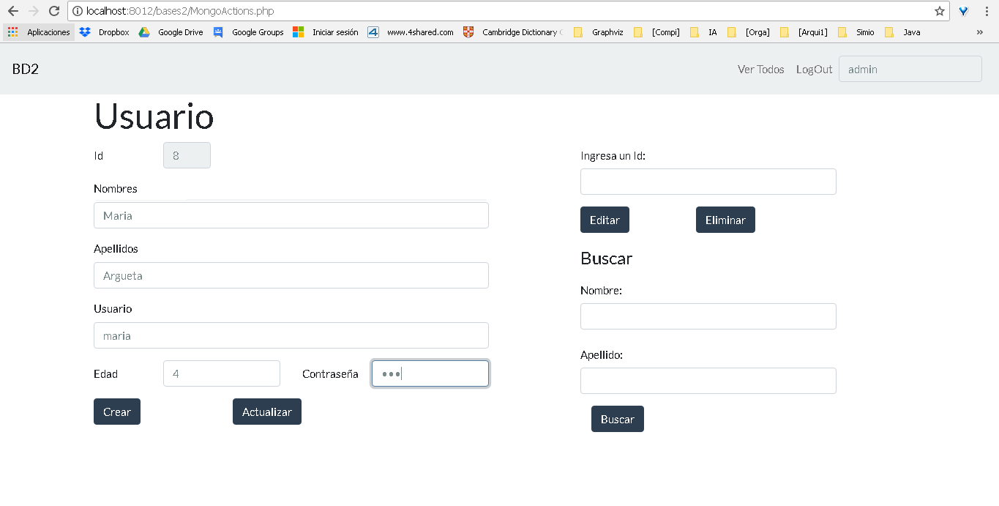 localhost:8012/bases2/MongoActions.php
Aplicaciones Dropbox Google Drive Google Groups Iniciar sesión 4 www.4shared.com Cambridge Dictionary Graphviz [Compi] IA [Orga] [Arqui1] Simio Java »
BD2 Ver Todos LogOut admin
Usuario
Id 8
Nombres
Maria
Apellidos
Argueta
Usuario
maria
Edad 4 Contraseña •••
Crear Actualizar
Ingresa un Id:
Editar Eliminar
Buscar
Nombre:
Apellido:
Buscar